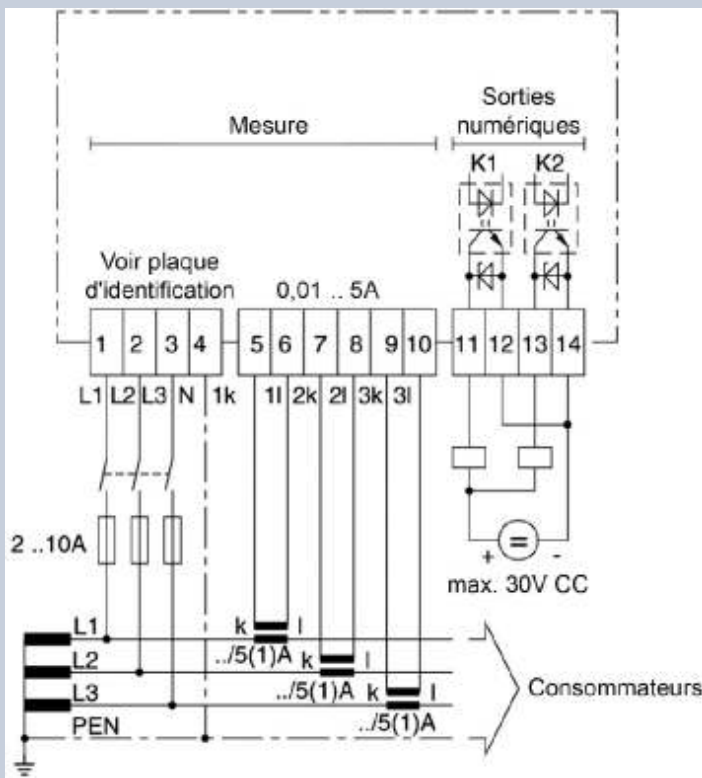 Mesure
Sorties
numériques
K1 K2
Voir plaque
d'identification
0,01 .. 5A
1 2 3 4 5 6 7 8 9 10 11 12 13 14
L1 L2 L3 N 1k 1l 2k 2l 3k 3l
2 ..10A
+ = -
max. 30V CC
L1 k l
../5(1)A
L2 k l
../5(1)A
L3 k l
../5(1)A
PEN
Consommateurs